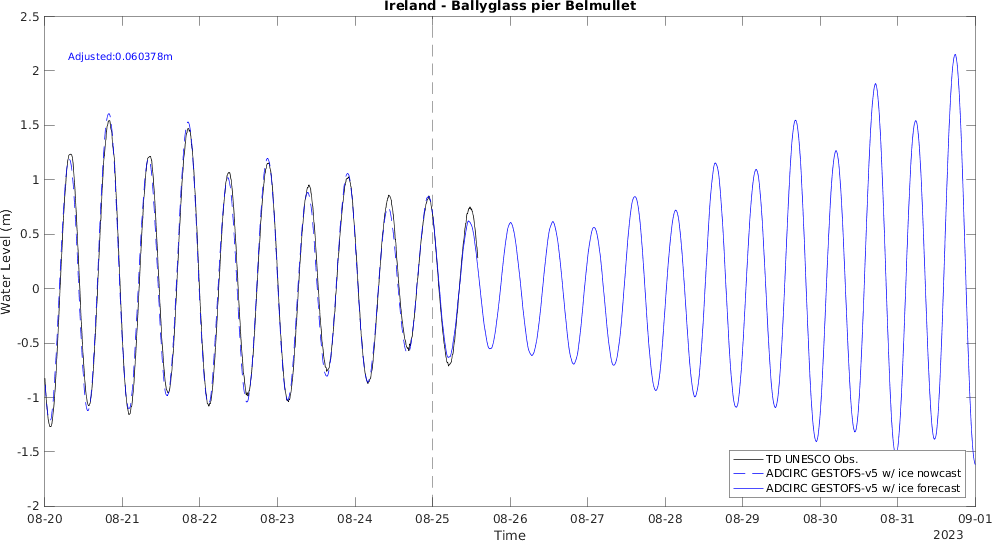 Ireland - Ballyglass pier Belmullet
Adjusted:0.060378m
2.5
2
1.5
1
0.5
0
-0.5
-1
-1.5
-2
Water Level (m)
TD UNESCO Obs.
ADCIRC GESTOFS-v5 w/ ice nowcast
ADCIRC GESTOFS-v5 w/ ice forecast
08-20 08-21 08-22 08-23 08-24 08-25 08-26 08-27 08-28 08-29 08-30 08-31 09-01
Time
2023